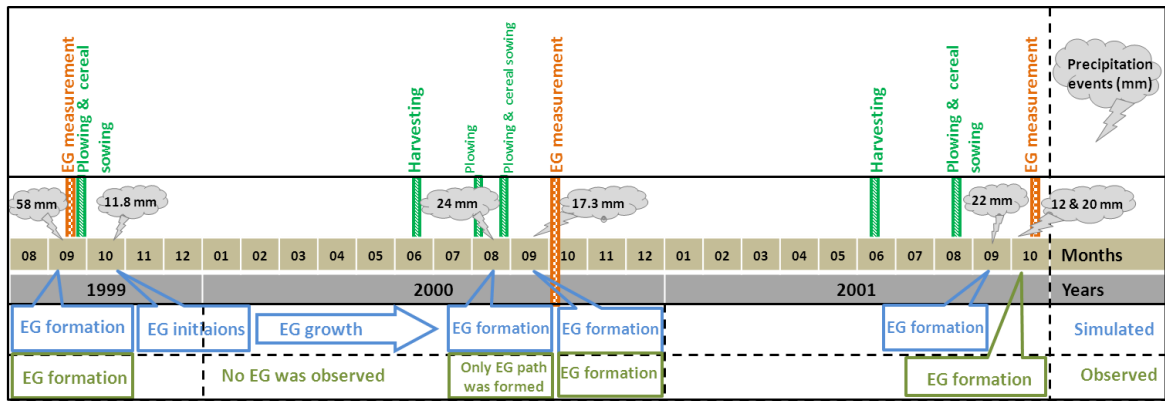 EG measurement
Plowing & cereal
sowing
Harvesting
Plowing
Plowing & cereal sowing
EG measurement
Harvesting
Plowing & cereal
sowing
EG measurement
Precipitation
events (mm)
58 mm
11.8 mm
24 mm
17.3 mm
22 mm
12 & 20 mm
08 09 10 11 12 01 02 03 04 05 06 07 08 09 10 11 12 01 02 03 04 05 06 07 08 09 10 Months
1999 2000 2001 Years
EG formation EG initiaions EG growth EG formation EG formation EG formation Simulated
EG formation No EG was observed Only EG path
was formed EG formation EG formation Observed